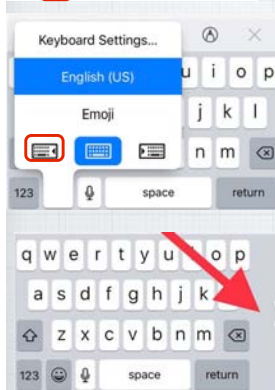 Keyboard Settings...
English (US)
u i o p
Emoji
j k l
n m
123 space return
q w e r t y u o p
a s d f g h j k
z x c v b n m
123 space return